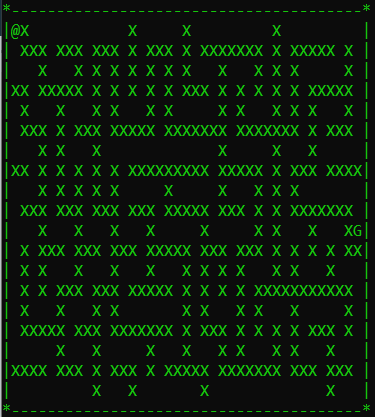 *---------------------------------------*
|@X           X     X         X         |
| XXX XXX XXX X XXX X XXXXXXX X XXXXX X |
|   X   X X X X X X X   X   X X X     X |
|XX XXXXX X X X X X XXX X X X X X XXXXX |
| X   X   X X   X X     X X   X X X   X |
| XXX X XXX XXXXX XXXXXXX XXXXXXX X XXX |
|   X X   X             X     X   X     |
|XX X X X X X XXXXXXXXX XXXXX X XXX XXXX|
|   X X X X X     X     X   X X X       |
| XXX XXX XXX XXX XXXXX XXX X X XXXXXXX |
|   X   X   X   X     X     X X   X   XG|
| X XXX XXX XXX XXXXX XXX XXX X X X X XX|
| X X   X   X   X   X X X X   X X   X   |
| X X XXX XXX XXXXX X X X X XXXXXXXXXXX |
| X   X   X X       X X   X X   X     X |
| XXXXX XXX XXXXXXX X XXX X X X X XXX X |
|     X   X     X   X   X X   X X   X   |
|XXXX XXX X XXX X XXXXX XXXXXXX XXX XXX |
|         X   X       X             X   |
*---------------------------------------*